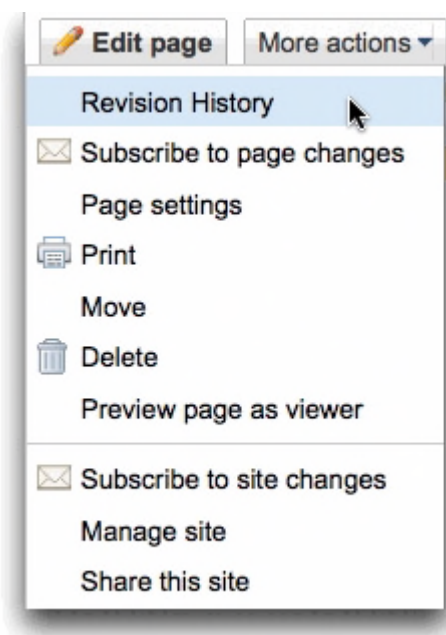 Edit page More actions
Revision History
Subscribe to page changes
Page settings
Print
Move
Delete
Preview page as viewer
Subscribe to site changes
Manage site
Share this site